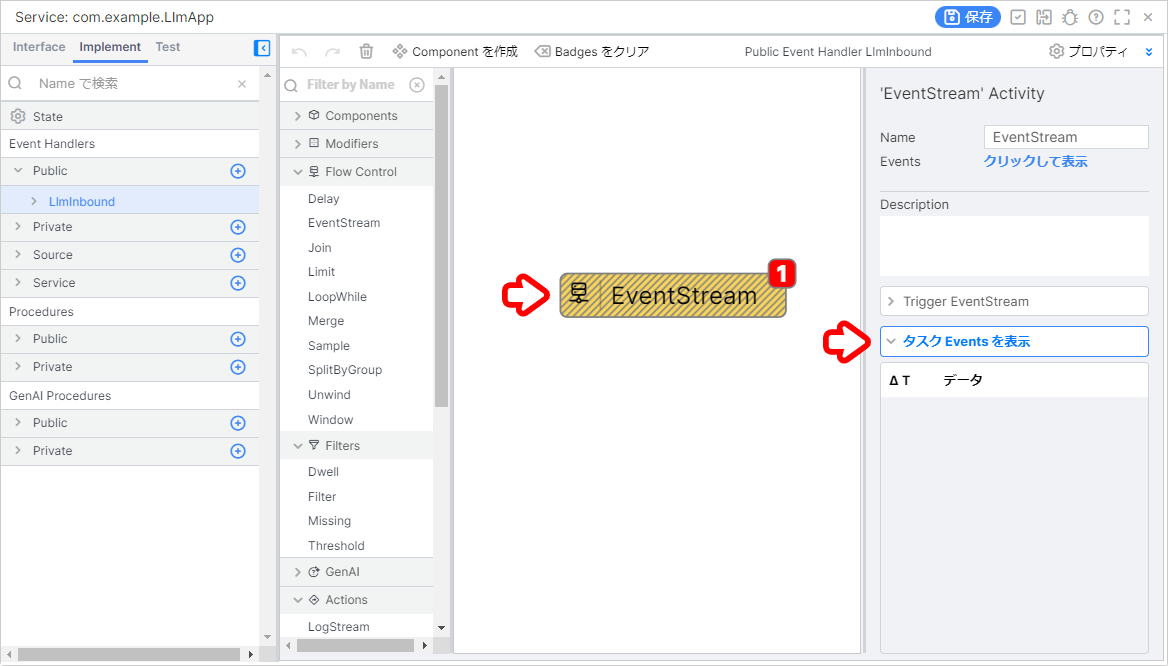 Service: com.example.LlmApp
保存
Interface
Implement
Test
Component を作成
Badges をクリア
Public Event Handler LlmInbound
プロパティ
Name で検索
State
Event Handlers
Public
LlmInbound
Private
Source
Service
Procedures
Public
Private
GenAI Procedures
Public
Private
Filter by Name
Components
Modifiers
Flow Control
Delay
EventStream
Join
Limit
LoopWhile
Merge
Sample
SplitByGroup
Unwind
Window
Filters
Dwell
Filter
Missing
Threshold
GenAI
Actions
LogStream
EventStream
1
'EventStream' Activity
Name
EventStream
Events
クリックして表示
Description
Trigger EventStream
タスク Events を表示
Δ T
データ